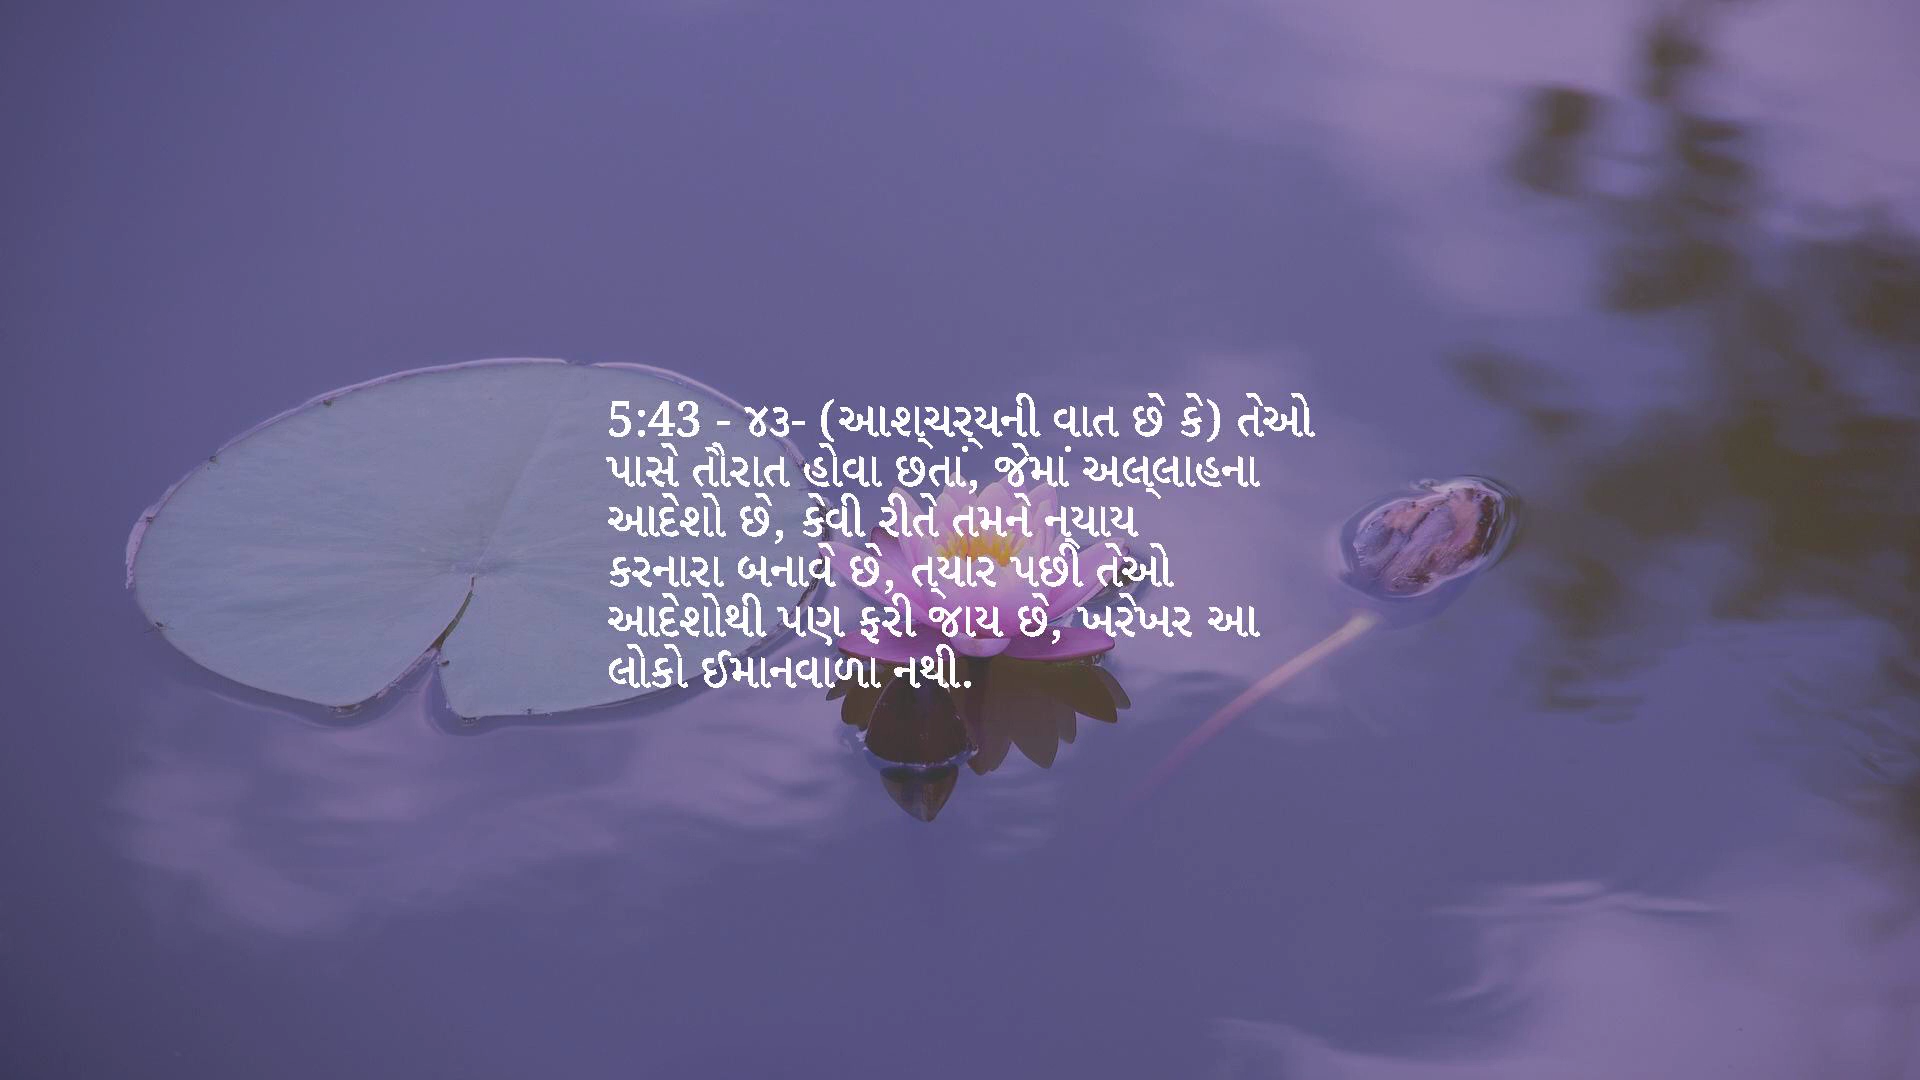 5:43 - ૪૩- (આશ્ચર્યની વાત છે કે) તેઓ
પાસે તૌરાત હોવા છતાં, જેમાં અલ્લાહના
આદેશો છે, કેવી રીતે તમને ન્યાય
કરનારા બનાવે છે, ત્યાર પછી તેઓ
આદેશોથી પણ ફરી જાય છે, ખરેખર આ
લોકો ઈમાનવાળા નથી.